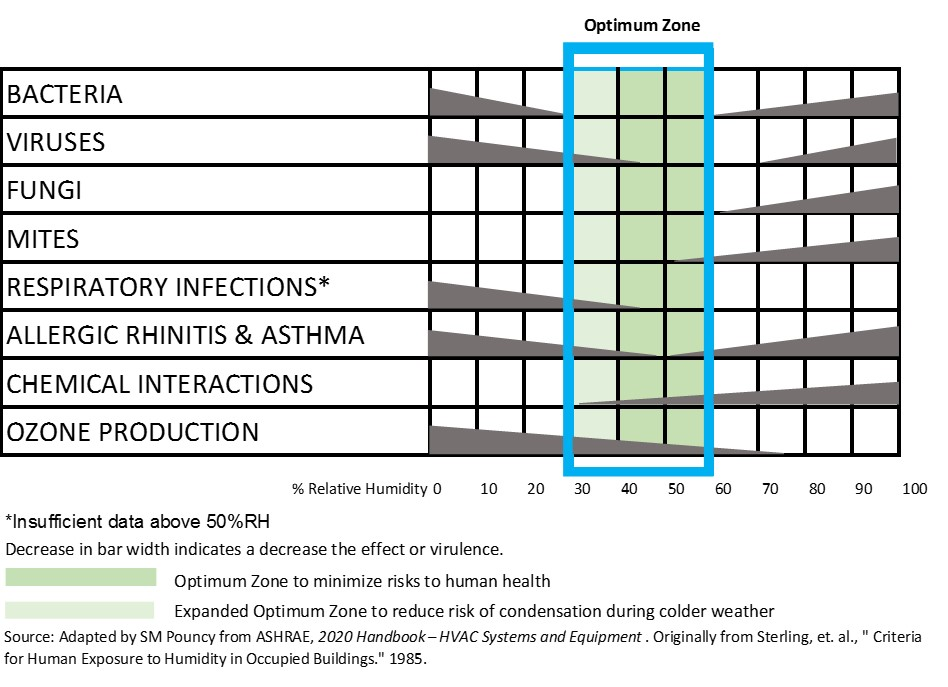 Optimum Zone
BACTERIA
VIRUSES
FUNGI
MITES
RESPIRATORY INFECTIONS*
ALLERGIC RHINITIS & ASTHMA
CHEMICAL INTERACTIONS
OZONE PRODUCTION
% Relative Humidity 0 10 20 30 40 50 60 70 80 90 100
*Insufficient data above 50%RH
Decrease in bar width indicates a decrease the effect or virulence.
Optimum Zone to minimize risks to human health
Expanded Optimum Zone to reduce risk of condensation during colder weather
Source: Adapted by SM Pouncy from ASHRAE, 2020 Handbook – HVAC Systems and Equipment . Originally from Sterling, et. al., " Criteria
for Human Exposure to Humidity in Occupied Buildings." 1985.